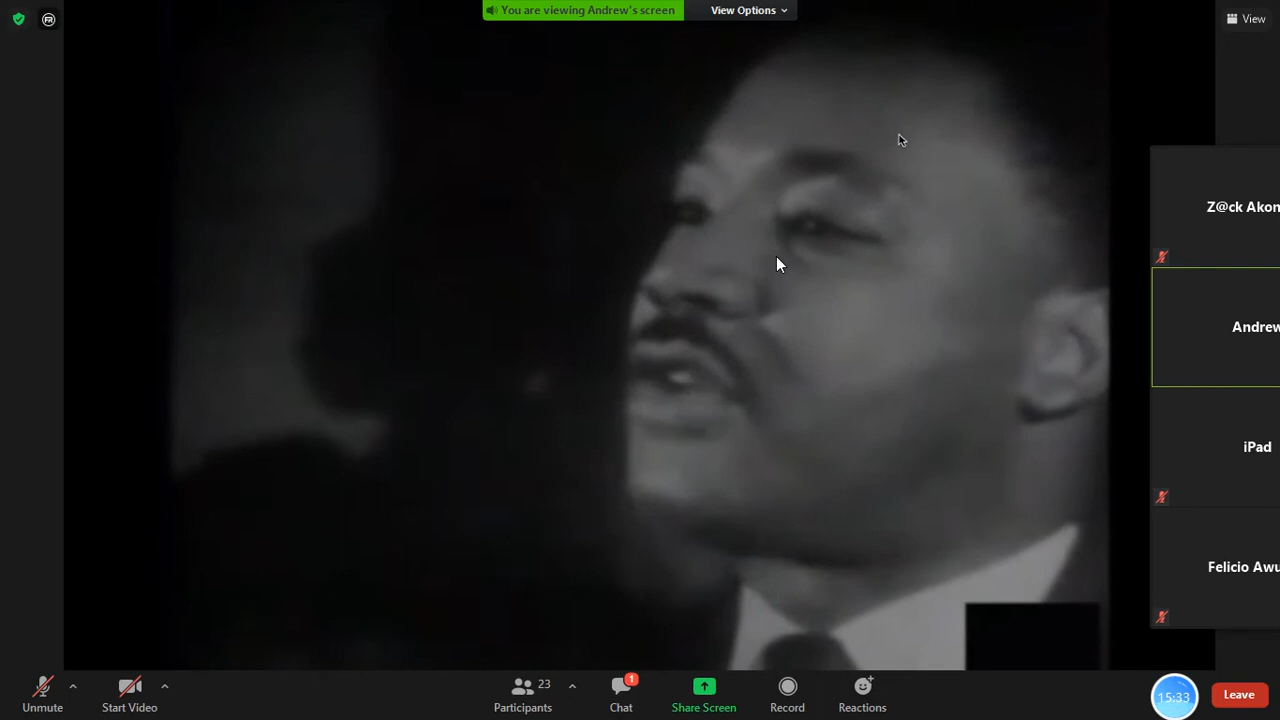 You are viewing Andrew's screen
View Options
View
Z@ck Akon
Andrew
iPad
Felicio Awu
Unmute
Start Video
23
Participants
1
Chat
Share Screen
Record
Reactions
15:33
Leave